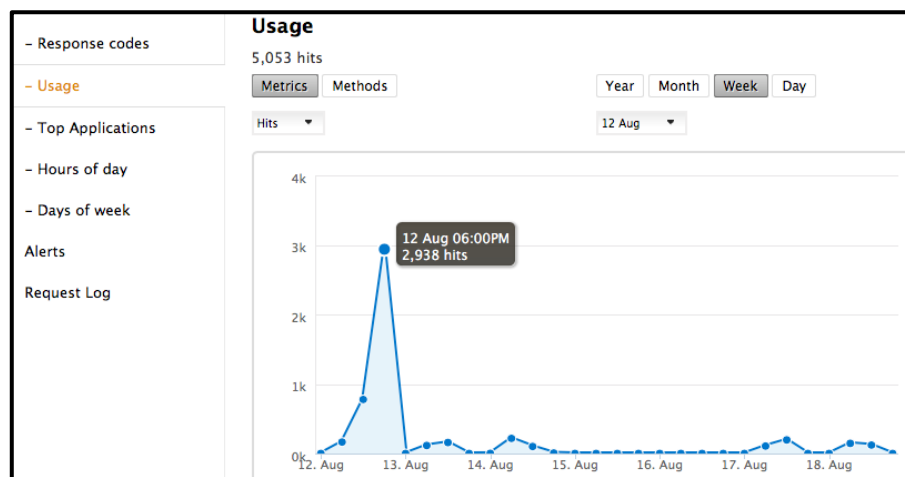 – Response codes
– Usage
– Top Applications
– Hours of day
– Days of week
Alerts
Request Log
Usage
5,053 hits
Metrics Methods
Year Month Week Day
Hits
12 Aug
4k
3k
2k
1k
0k
12 Aug 06:00PM
2,938 hits
12. Aug 13. Aug 14. Aug 15. Aug 16. Aug 17. Aug 18. Aug